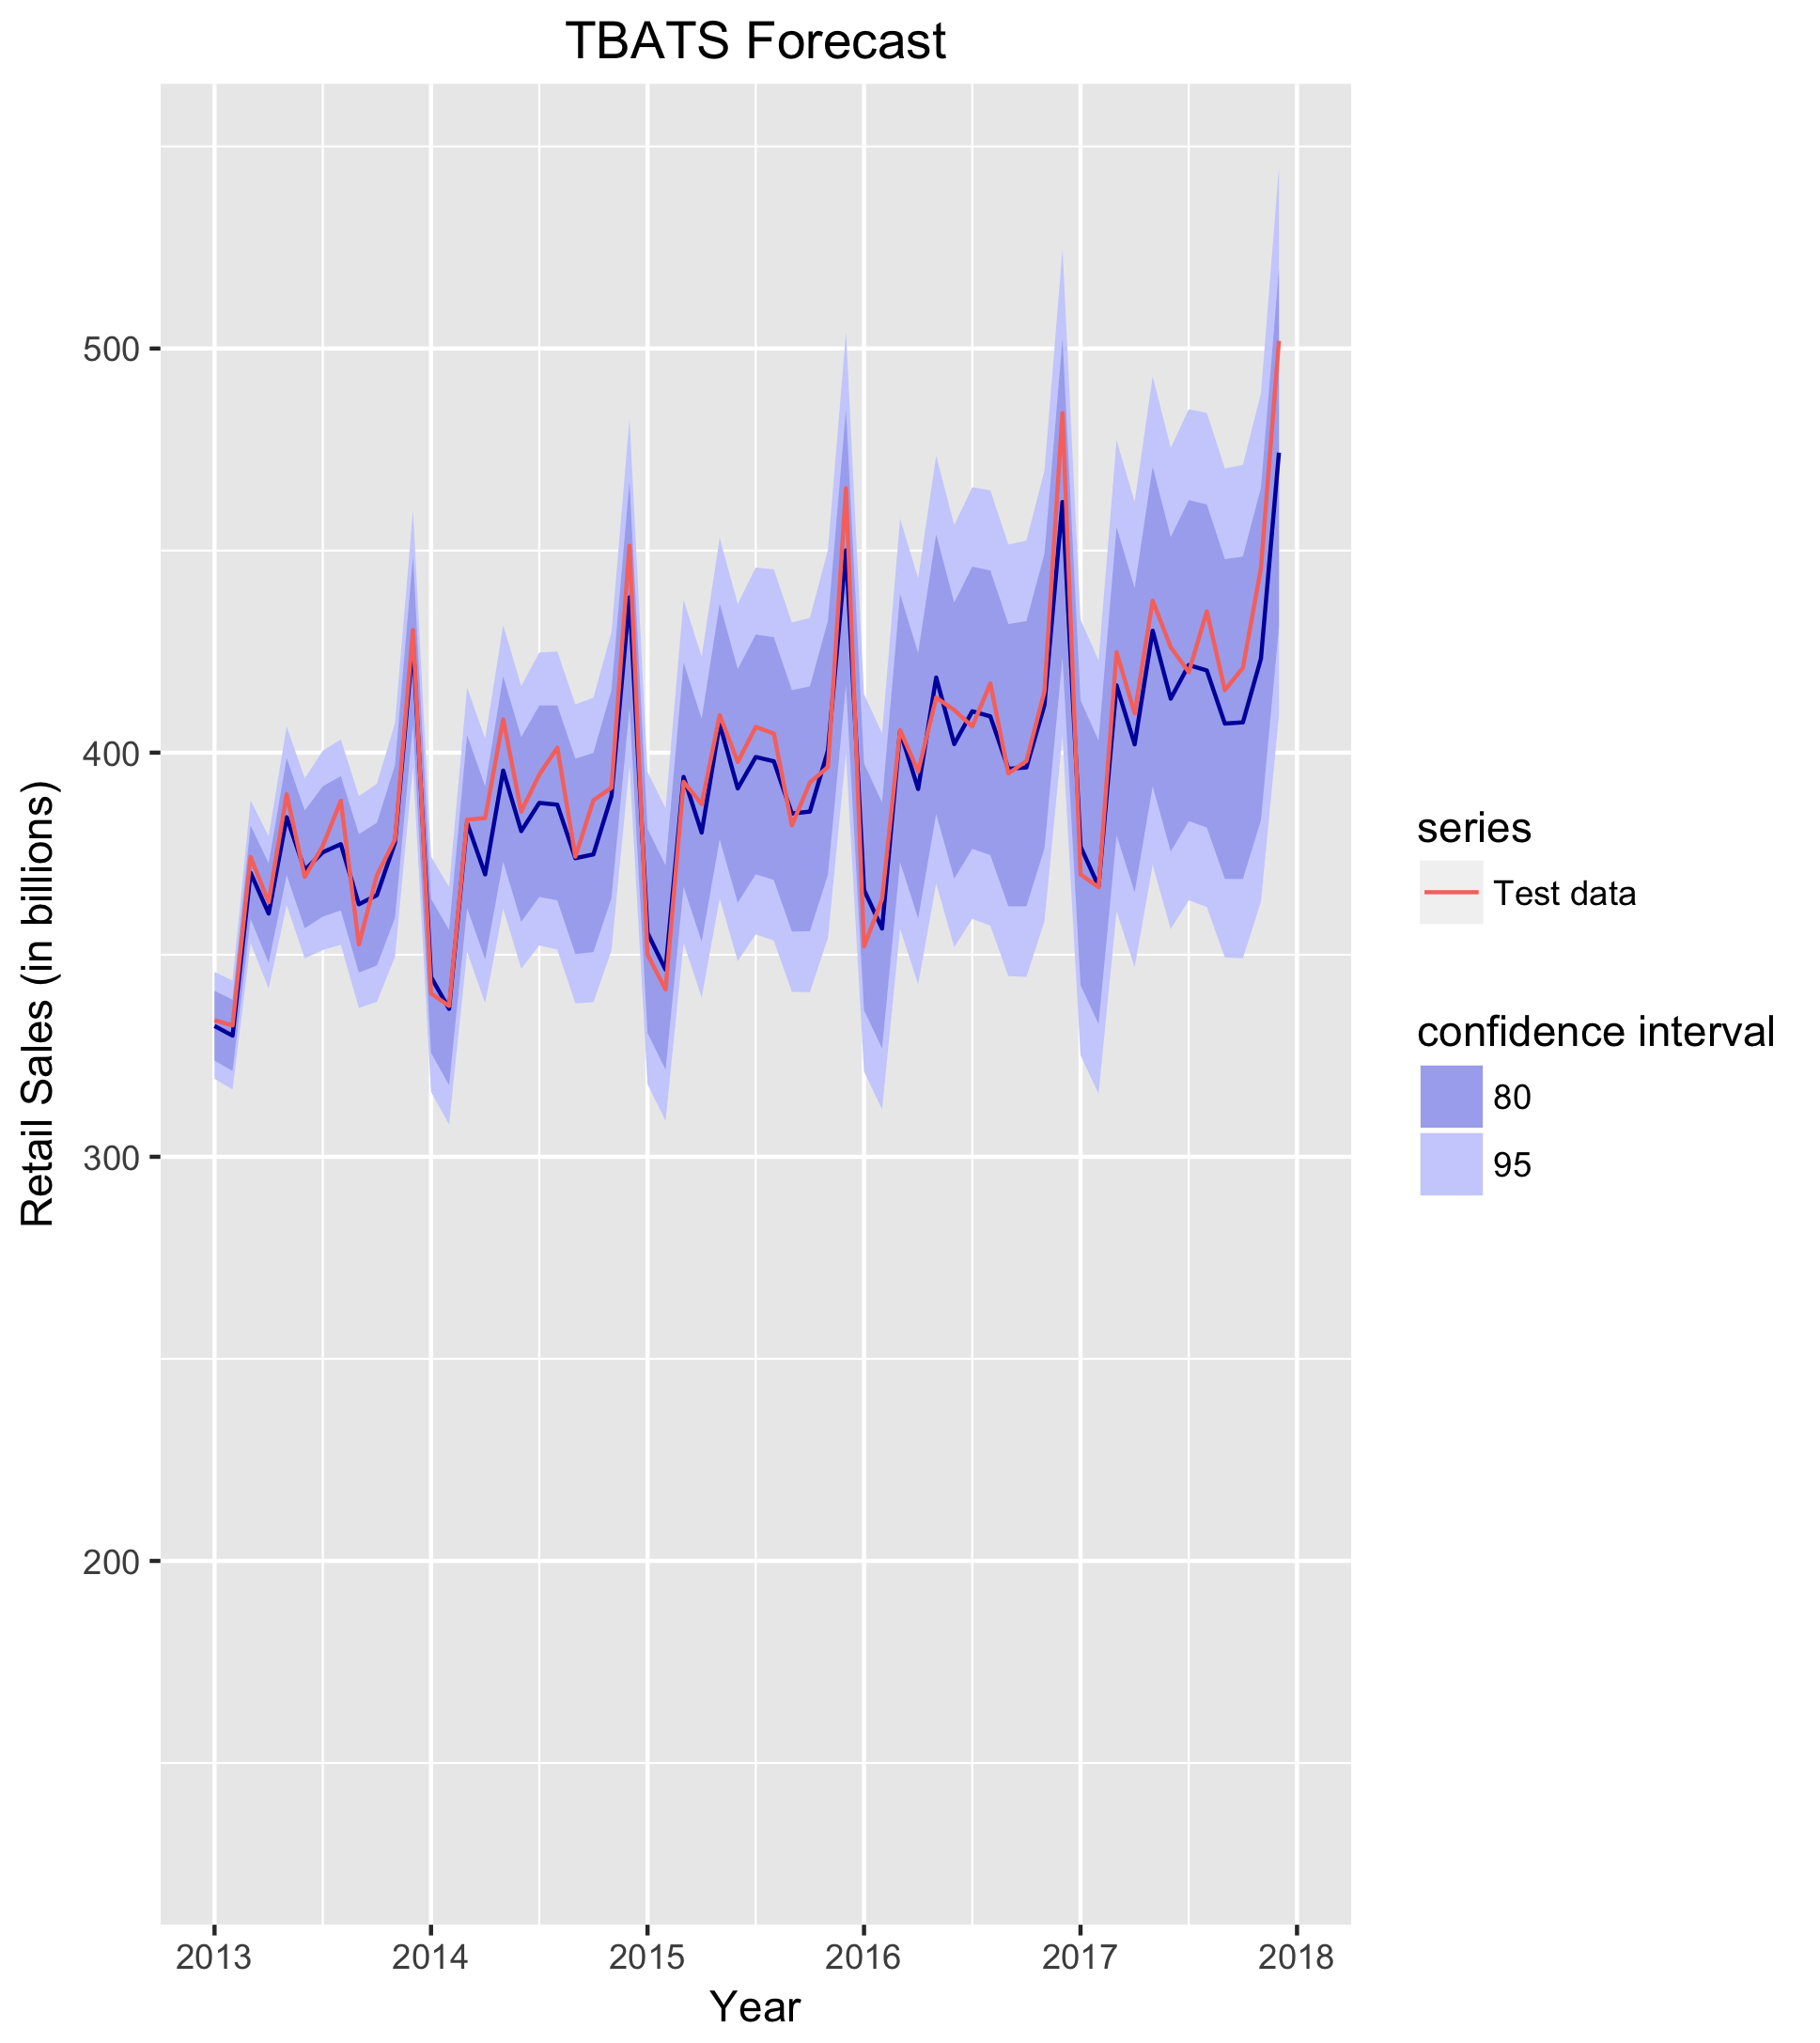 TBATS Forecast
Retail Sales (in billions)
500
400
300
200
2013 2014 2015 2016 2017 2018
Year
series
Test data
confidence interval
80
95